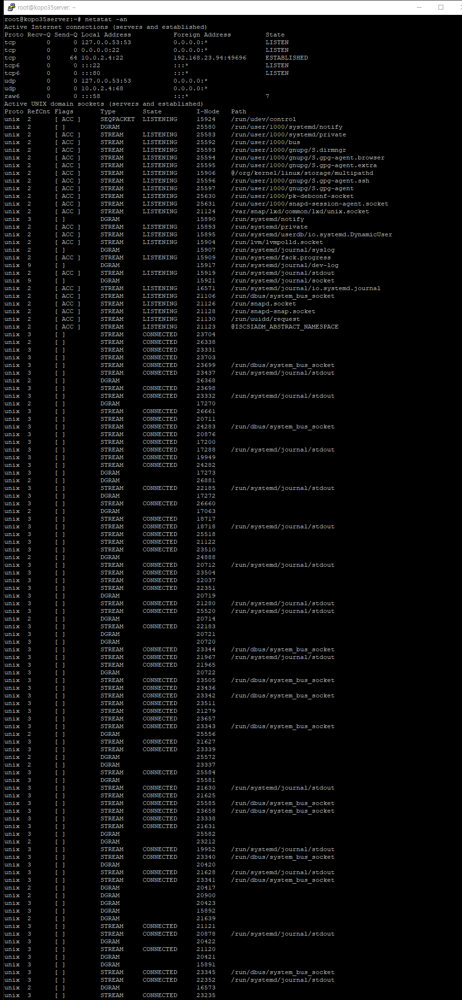 root@kopo35server: ~
root@kopo35server:~# netstat -an
Active Internet connections (servers and established)
Proto Recv-Q Send-Q Local Address           Foreign Address         State
tcp        0      0 127.0.0.53:53           0.0.0.0:*               LISTEN
tcp        0      0 0.0.0.0:22              0.0.0.0:*               LISTEN
tcp        0     64 10.0.2.4:22             192.168.23.94:49696     ESTABLISHED
tcp6       0      0 :::22                   :::*                    LISTEN
tcp6       0      0 :::80                   :::*                    LISTEN
udp        0      0 127.0.0.53:53           0.0.0.0:*
udp        0      0 10.0.2.4:68             0.0.0.0:*
raw6       0      0 :::58                   :::*                    7
Active UNIX domain sockets (servers and established)
Proto RefCnt Flags       Type       State         I-Node   Path
unix  2      [ ACC ]     SEQPACKET  LISTENING     15924    /run/udev/control
unix  2      [ ]         DGRAM                    25580    /run/user/1000/systemd/notify
unix  2      [ ACC ]     STREAM     LISTENING     25583    /run/user/1000/systemd/private
unix  2      [ ACC ]     STREAM     LISTENING     25592    /run/user/1000/bus
unix  2      [ ACC ]     STREAM     LISTENING     25593    /run/user/1000/gnupg/S.dirmngr
unix  2      [ ACC ]     STREAM     LISTENING     25594    /run/user/1000/gnupg/S.gpg-agent.browser
unix  2      [ ACC ]     STREAM     LISTENING     25595    /run/user/1000/gnupg/S.gpg-agent.extra
unix  2      [ ACC ]     STREAM     LISTENING     15906    @/org/kernel/linux/storage/multipathd
unix  2      [ ACC ]     STREAM     LISTENING     25596    /run/user/1000/gnupg/S.gpg-agent.ssh
unix  2      [ ACC ]     STREAM     LISTENING     25597    /run/user/1000/gnupg/S.gpg-agent
unix  2      [ ACC ]     STREAM     LISTENING     25630    /run/user/1000/pk-debconf-socket
unix  2      [ ACC ]     STREAM     LISTENING     25631    /run/user/1000/snapd-session-agent.socket
unix  2      [ ACC ]     STREAM     LISTENING     21124    /var/snap/lxd/common/lxd/unix.socket
unix  3      [ ]         DGRAM                    15890    /run/systemd/notify
unix  2      [ ACC ]     STREAM     LISTENING     15893    /run/systemd/private
unix  2      [ ACC ]     STREAM     LISTENING     15895    /run/systemd/userdb/io.systemd.DynamicUser
unix  2      [ ACC ]     STREAM     LISTENING     15904    /run/lvm/lvmpolld.socket
unix  2      [ ]         DGRAM                    15907    /run/systemd/journal/syslog
unix  2      [ ACC ]     STREAM     LISTENING     15909    /run/systemd/fsck.progress
unix  9      [ ]         DGRAM                    15917    /run/systemd/journal/dev-log
unix  2      [ ACC ]     STREAM     LISTENING     15919    /run/systemd/journal/stdout
unix  9      [ ]         DGRAM                    15921    /run/systemd/journal/socket
unix  2      [ ACC ]     STREAM     LISTENING     16571    /run/systemd/journal/io.systemd.journal
unix  2      [ ACC ]     STREAM     LISTENING     21106    /run/dbus/system_bus_socket
unix  2      [ ACC ]     STREAM     LISTENING     21126    /run/snapd.socket
unix  2      [ ACC ]     STREAM     LISTENING     21128    /run/snapd-snap.socket
unix  2      [ ACC ]     STREAM     LISTENING     21130    /run/uuidd/request
unix  2      [ ACC ]     STREAM     LISTENING     21123    @ISCSIADM_ABSTRACT_NAMESPACE
unix  3      [ ]         STREAM     CONNECTED     23704
unix  2      [ ]         STREAM     CONNECTED     26338
unix  3      [ ]         STREAM     CONNECTED     23331
unix  3      [ ]         STREAM     CONNECTED     23703
unix  3      [ ]         STREAM     CONNECTED     23699    /run/dbus/system_bus_socket
unix  3      [ ]         STREAM     CONNECTED     23437    /run/systemd/journal/stdout
unix  2      [ ]         DGRAM                    26368
unix  3      [ ]         STREAM     CONNECTED     23698
unix  3      [ ]         STREAM     CONNECTED     23332    /run/systemd/journal/stdout
unix  2      [ ]         DGRAM                    17270
unix  3      [ ]         STREAM     CONNECTED     26661
unix  3      [ ]         STREAM     CONNECTED     20711
unix  3      [ ]         STREAM     CONNECTED     24283    /run/dbus/system_bus_socket
unix  3      [ ]         STREAM     CONNECTED     20876
unix  3      [ ]         STREAM     CONNECTED     17200
unix  3      [ ]         STREAM     CONNECTED     17288    /run/systemd/journal/stdout
unix  3      [ ]         STREAM     CONNECTED     19949
unix  3      [ ]         STREAM     CONNECTED     24282
unix  3      [ ]         DGRAM                    17273
unix  2      [ ]         DGRAM                    26881
unix  3      [ ]         STREAM     CONNECTED     22185    /run/systemd/journal/stdout
unix  3      [ ]         DGRAM                    17272
unix  3      [ ]         STREAM     CONNECTED     26660
unix  2      [ ]         DGRAM                    17063
unix  3      [ ]         STREAM     CONNECTED     18717
unix  3      [ ]         STREAM     CONNECTED     18718    /run/systemd/journal/stdout
unix  3      [ ]         STREAM     CONNECTED     25518
unix  3      [ ]         STREAM     CONNECTED     21122
unix  3      [ ]         STREAM     CONNECTED     23510
unix  2      [ ]         DGRAM                    24888
unix  3      [ ]         STREAM     CONNECTED     20712    /run/systemd/journal/stdout
unix  3      [ ]         STREAM     CONNECTED     23504
unix  3      [ ]         STREAM     CONNECTED     22037
unix  3      [ ]         STREAM     CONNECTED     22351
unix  3      [ ]         DGRAM                    20719
unix  3      [ ]         STREAM     CONNECTED     21280    /run/systemd/journal/stdout
unix  3      [ ]         STREAM     CONNECTED     25520    /run/systemd/journal/stdout
unix  2      [ ]         DGRAM                    20714
unix  3      [ ]         STREAM     CONNECTED     22183
unix  3      [ ]         DGRAM                    20721
unix  3      [ ]         DGRAM                    20720
unix  3      [ ]         STREAM     CONNECTED     23344    /run/dbus/system_bus_socket
unix  3      [ ]         STREAM     CONNECTED     21967    /run/systemd/journal/stdout
unix  3      [ ]         STREAM     CONNECTED     21965
unix  3      [ ]         DGRAM                    20722
unix  3      [ ]         STREAM     CONNECTED     23505    /run/dbus/system_bus_socket
unix  3      [ ]         STREAM     CONNECTED     23436
unix  3      [ ]         STREAM     CONNECTED     23342    /run/dbus/system_bus_socket
unix  3      [ ]         STREAM     CONNECTED     23511
unix  3      [ ]         STREAM     CONNECTED     21279
unix  3      [ ]         STREAM     CONNECTED     23657
unix  3      [ ]         STREAM     CONNECTED     23343    /run/dbus/system_bus_socket
unix  2      [ ]         DGRAM                    25556
unix  3      [ ]         STREAM     CONNECTED     21627
unix  3      [ ]         STREAM     CONNECTED     23339
unix  2      [ ]         DGRAM                    25572
unix  2      [ ]         DGRAM                    23337
unix  3      [ ]         STREAM     CONNECTED     25584
unix  3      [ ]         DGRAM                    25581
unix  3      [ ]         STREAM     CONNECTED     21630    /run/systemd/journal/stdout
unix  3      [ ]         STREAM     CONNECTED     21625
unix  3      [ ]         STREAM     CONNECTED     25585    /run/dbus/system_bus_socket
unix  3      [ ]         STREAM     CONNECTED     23658    /run/dbus/system_bus_socket
unix  3      [ ]         STREAM     CONNECTED     23338
unix  3      [ ]         STREAM     CONNECTED     21631
unix  3      [ ]         DGRAM                    25582
unix  2      [ ]         DGRAM                    23212
unix  3      [ ]         STREAM     CONNECTED     19952    /run/systemd/journal/stdout
unix  3      [ ]         STREAM     CONNECTED     23340    /run/dbus/system_bus_socket
unix  3      [ ]         DGRAM                    20420
unix  3      [ ]         STREAM     CONNECTED     21628    /run/systemd/journal/stdout
unix  3      [ ]         STREAM     CONNECTED     23341    /run/dbus/system_bus_socket
unix  2      [ ]         DGRAM                    20417
unix  2      [ ]         DGRAM                    20900
unix  3      [ ]         DGRAM                    20423
unix  3      [ ]         DGRAM                    15892
unix  2      [ ]         DGRAM                    21639
unix  3      [ ]         STREAM     CONNECTED     21121
unix  3      [ ]         STREAM     CONNECTED     20878    /run/systemd/journal/stdout
unix  3      [ ]         DGRAM                    20422
unix  3      [ ]         STREAM     CONNECTED     21120
unix  3      [ ]         DGRAM                    20421
unix  3      [ ]         DGRAM                    15891
unix  3      [ ]         STREAM     CONNECTED     23345    /run/dbus/system_bus_socket
unix  3      [ ]         STREAM     CONNECTED     22352    /run/systemd/journal/stdout
unix  2      [ ]         DGRAM                    16573
unix  3      [ ]         STREAM     CONNECTED     23235